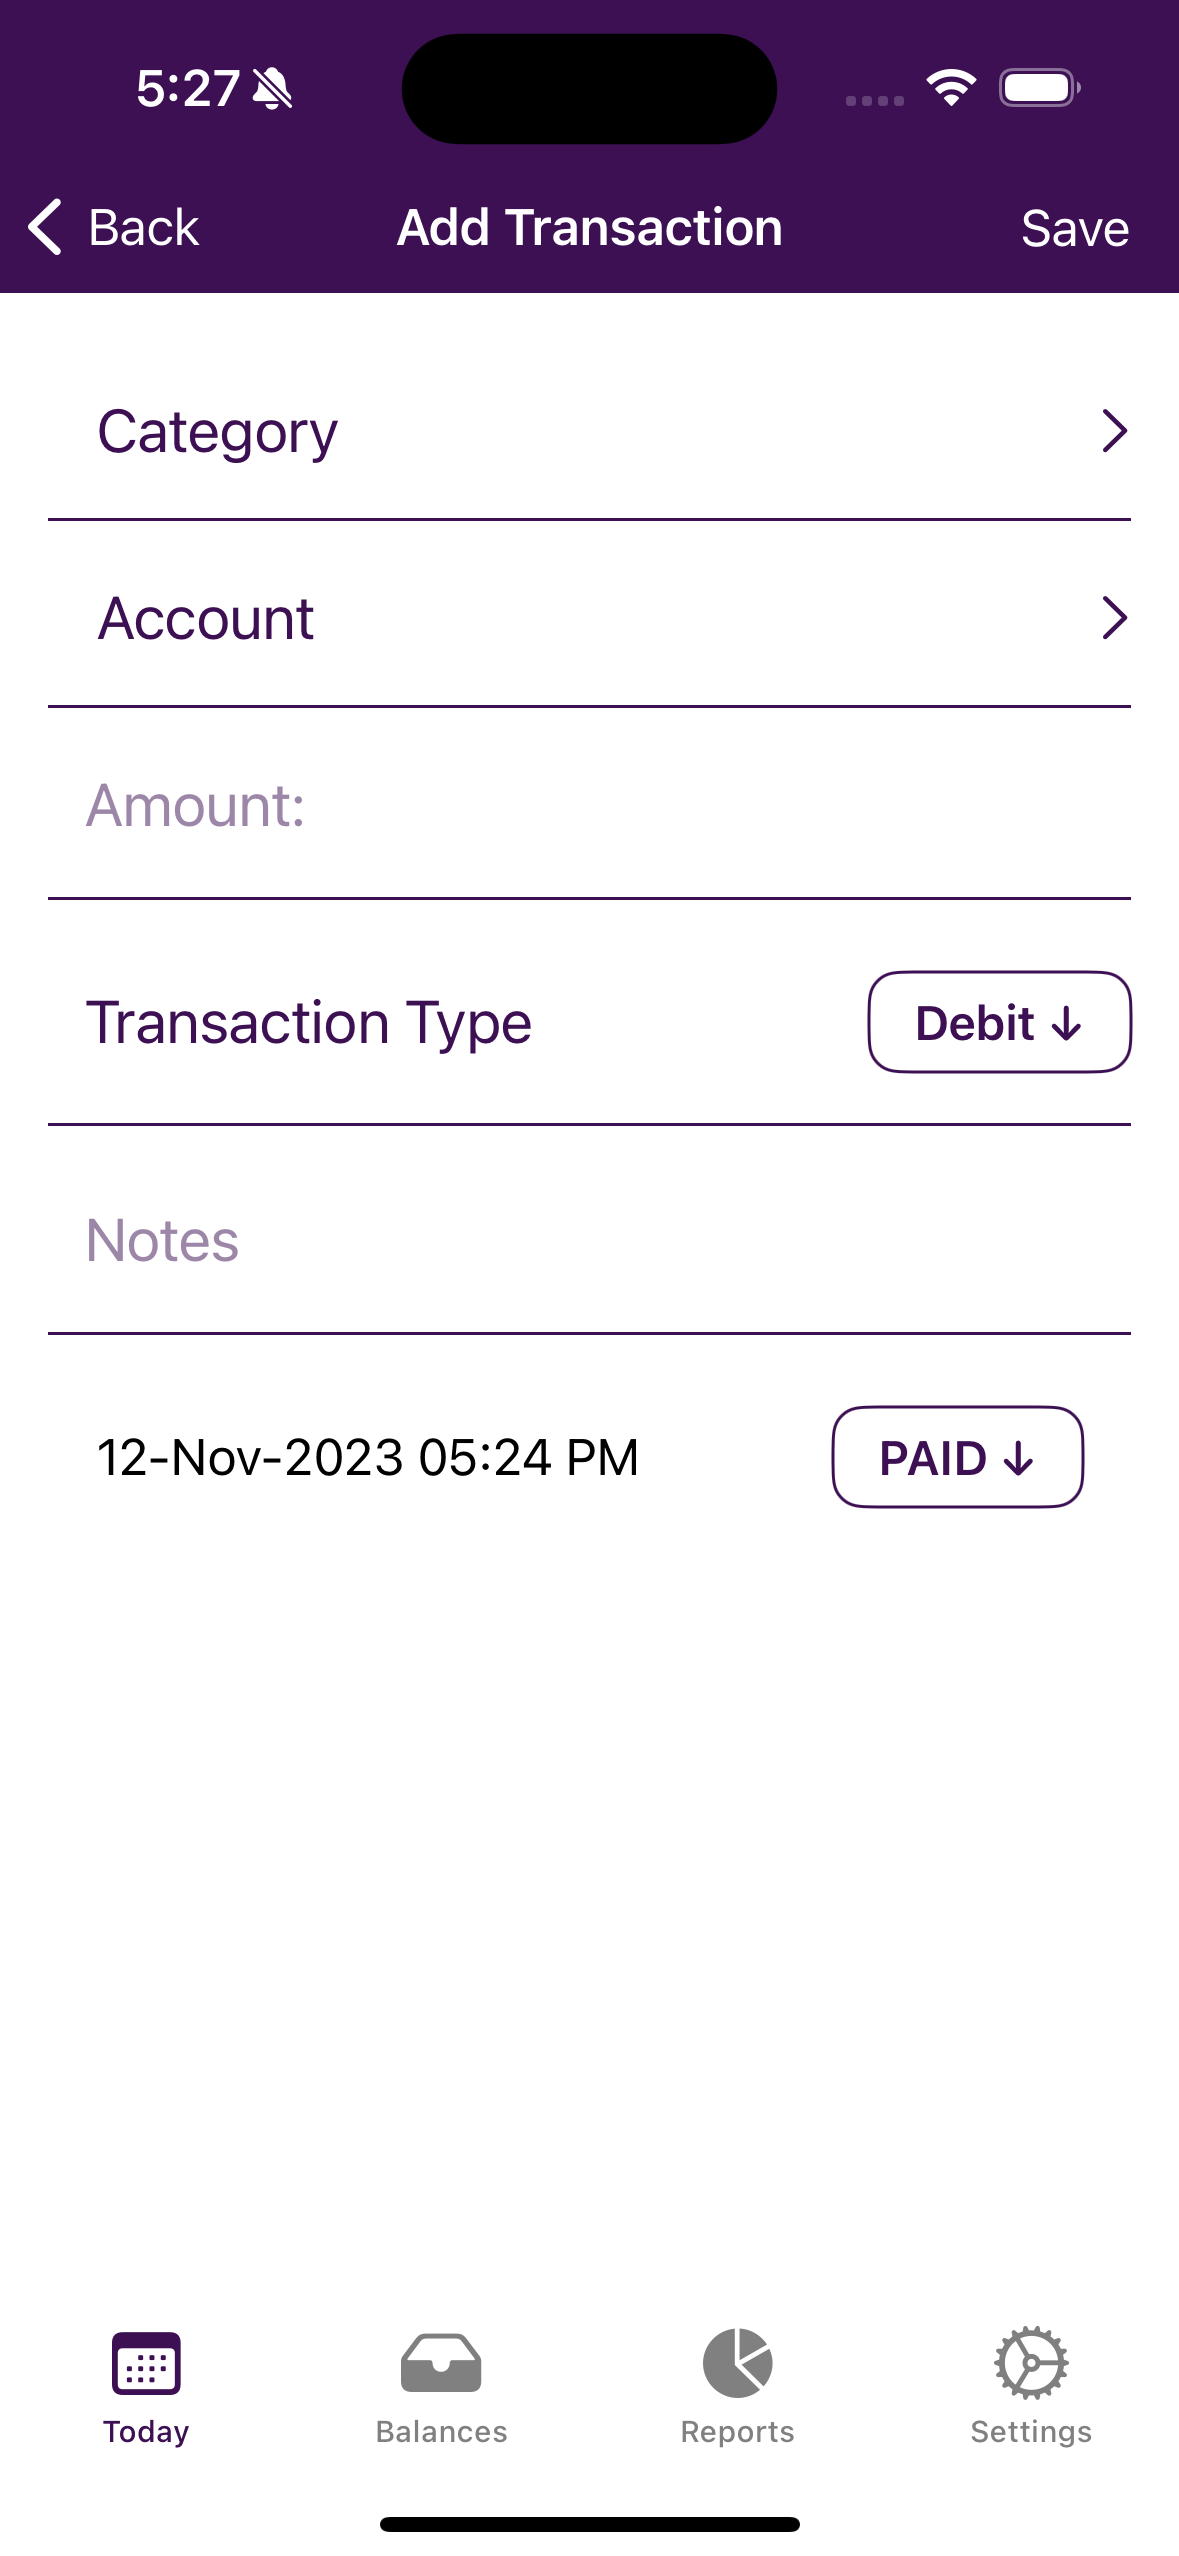 5:27
Back Add Transaction Save
Category
Account
Amount:
Transaction Type Debit ↓
Notes
12-Nov-2023 05:24 PM PAID ↓
Today Balances Reports Settings